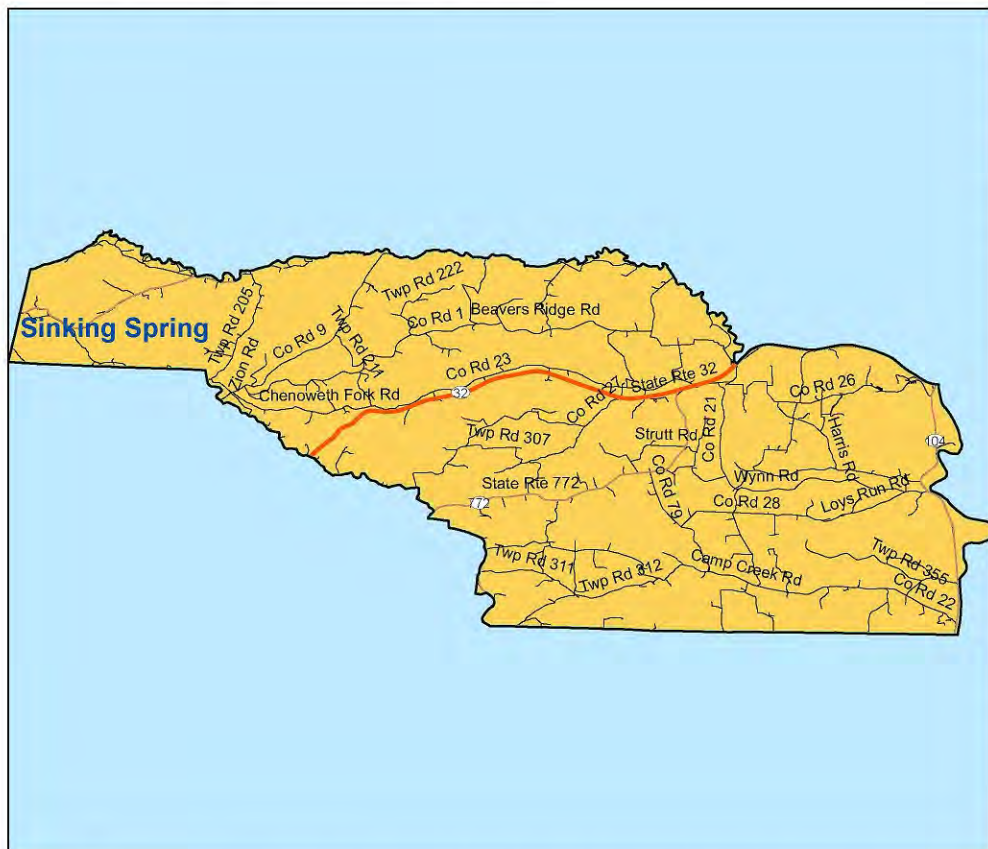 Twp Rd 222
Sinking Spring
Twp Rd 205
Co Rd 9
Twp Rd 211
Co Rd 1
Beavers Ridge Rd
Zion Rd
Co Rd 23
Chenoweth Fork Rd
32
Co Rd 27
State Rte 32
Co Rd 26
Twp Rd 307
Strutt Rd
Co Rd 21
Harris Rd
104
State Rte 772
Wynn Rd
772
Co Rd 79
Co Rd 28
Loys Run Rd
Twp Rd 311
Twp Rd 312
Camp Creek Rd
Twp Rd 355
Co Rd 22